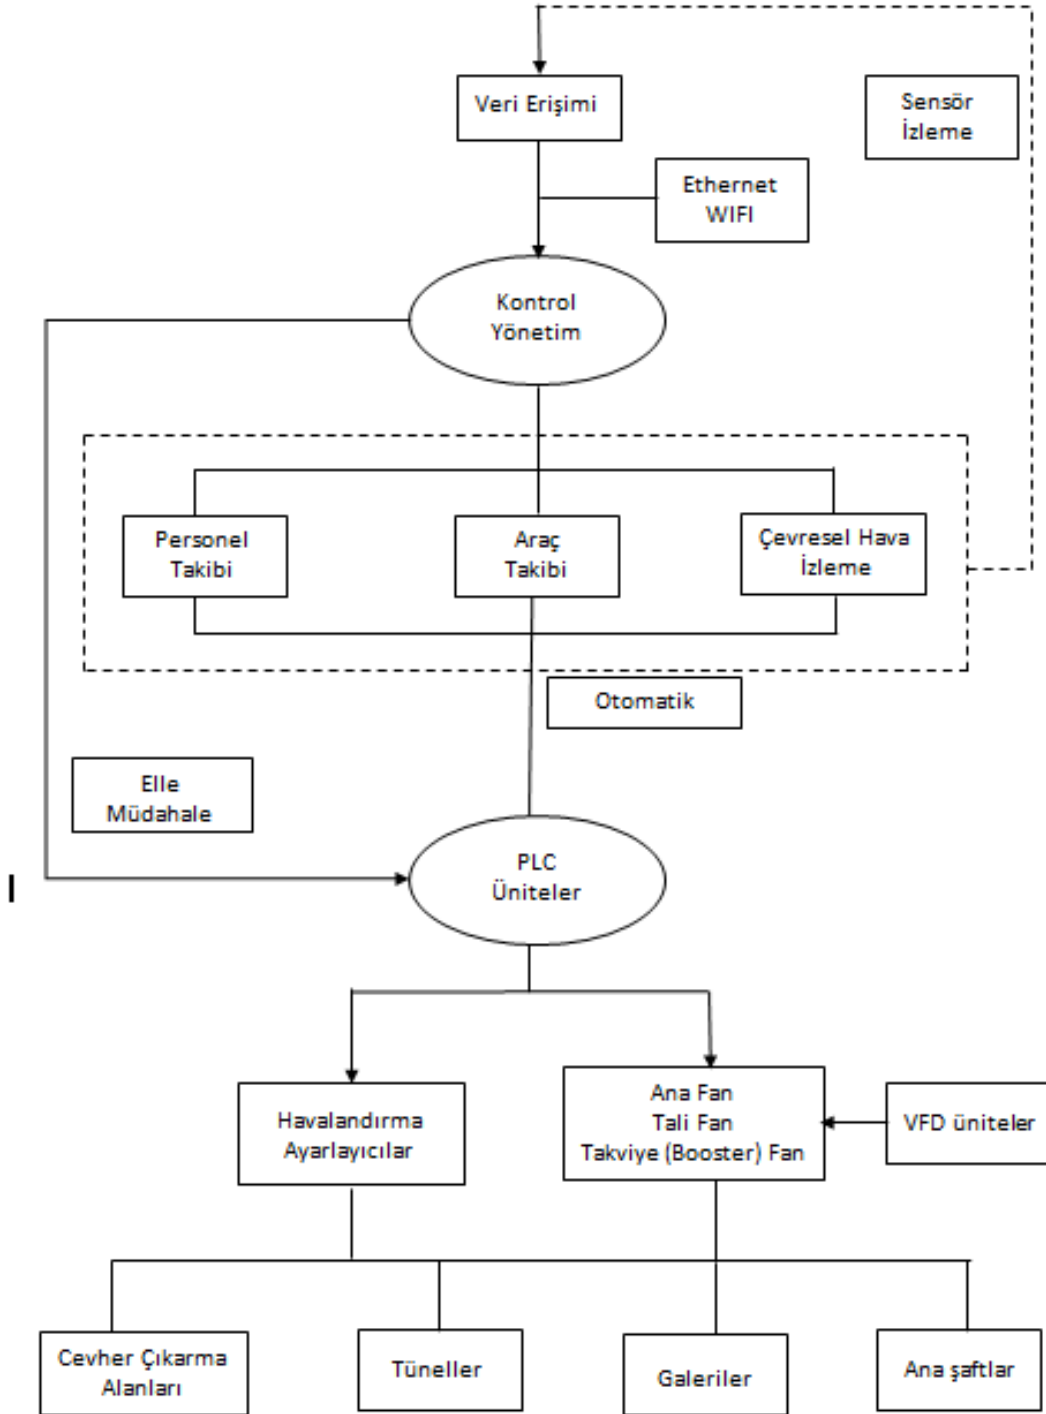 Veri Erişimi
Sensör
İzleme
Ethernet
WIFI
Kontrol
Yönetim
Personel
Takibi
Araç
Takibi
Çevresel Hava
İzleme
Otomatik
Elle
Müdahale
PLC
Üniteler
Havalandırma
Ayarlayıcılar
Ana Fan
Tali Fan
Takviye (Booster) Fan
VFD üniteler
Cevher Çıkarma
Alanları
Tüneller
Galeriler
Ana şaftlar